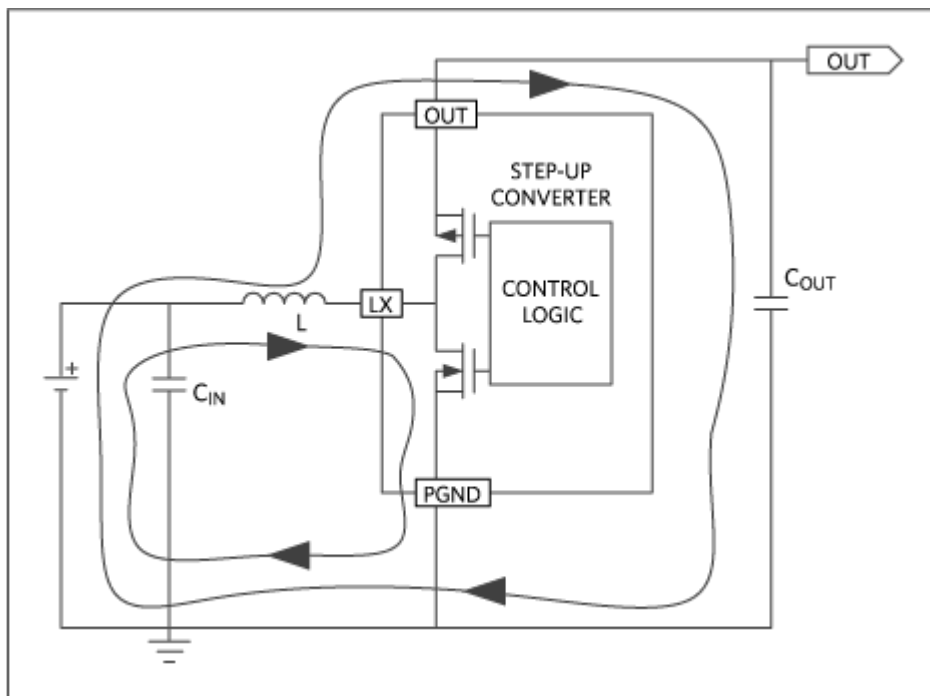 OUT
OUT
STEP-UP
CONVERTER
CONTROL
LOGIC
LX
L
COUT
+
CIN
PGND